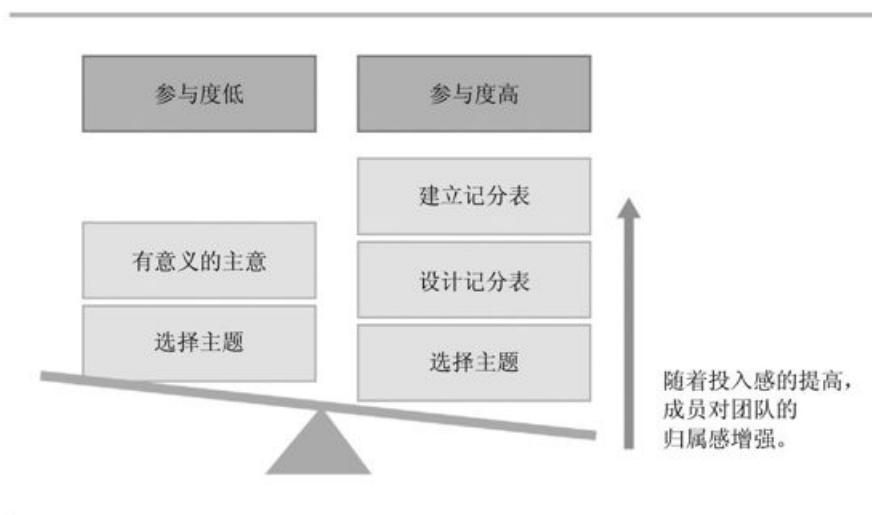 参与度低
参与度高
建立记分表
有意义的主意
设计记分表
选择主题
选择主题
随着投入感的提高，
成员对团队的
归属感增强。